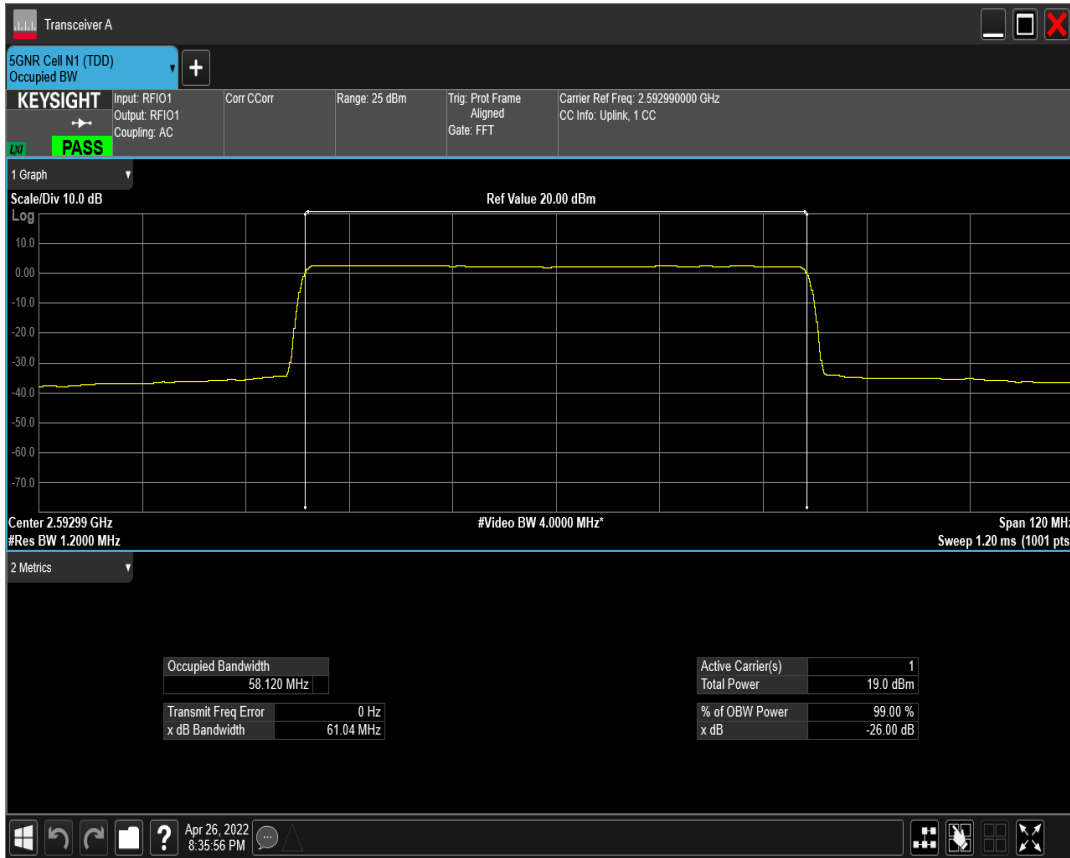 Transceiver A
5GNR Cell N1 (TDD)
Occupied BW
KEYSIGHT
LXI
PASS
Input: RFIO1
Output: RFIO1
Coupling: AC
Corr CCorr
Range: 25 dBm
Trig: Prot Frame
Aligned
Gate: FFT
Carrier Ref Freq: 2.592990000 GHz
CC Info: Uplink, 1 CC
1 Graph
Scale/Div 10.0 dB
Ref Value 20.00 dBm
Log
10.0
0.00
-10.0
-20.0
-30.0
-40.0
-50.0
-60.0
-70.0
Center 2.59299 GHz
#Video BW 4.0000 MHz*
Span 120 MHz
#Res BW 1.2000 MHz
Sweep 1.20 ms (1001 pts
2 Metrics
Occupied Bandwidth
58.120 MHz
Transmit Freq Error 0 Hz
x dB Bandwidth 61.04 MHz
Active Carrier(s) 1
Total Power 19.0 dBm
% of OBW Power 99.00 %
x dB -26.00 dB
Apr 26, 2022
8:35:56 PM